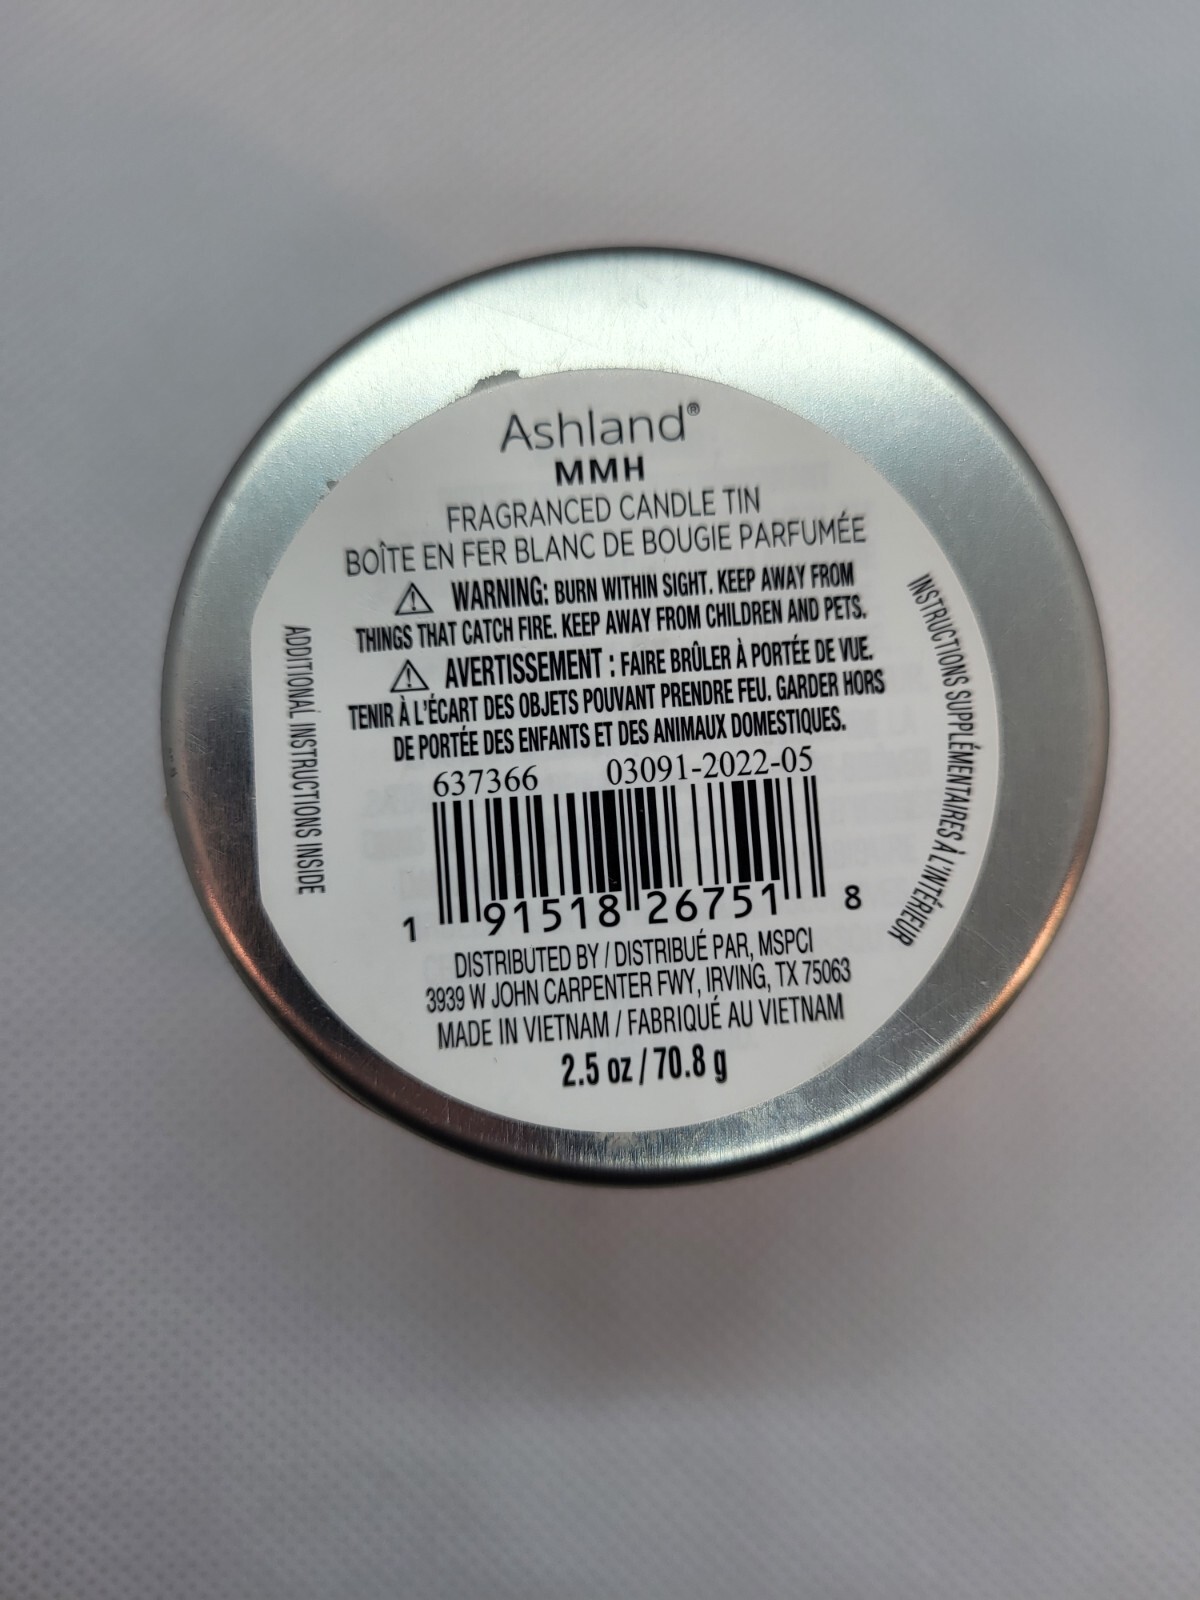 Ashland®
MMH
FRAGRANCED CANDLE TIN
BOÎTE EN FER BLANC DE BOUGIE PARFUMÉE
⚠ WARNING: BURN WITHIN SIGHT. KEEP AWAY FROM
THINGS THAT CATCH FIRE. KEEP AWAY FROM CHILDREN AND PETS.
⚠ AVERTISSEMENT : FAIRE BRÛLER À PORTÉE DE VUE.
TENIR À L'ÉCART DES OBJETS POUVANT PRENDRE FEU. GARDER HORS
DE PORTÉE DES ENFANTS ET DES ANIMAUX DOMESTIQUES.
637366 03091-2022-05
1 91518 26751 8
DISTRIBUTED BY / DISTRIBUÉ PAR, MSPCI
3939 W JOHN CARPENTER FWY, IRVING, TX 75063
MADE IN VIETNAM / FABRIQUÉ AU VIETNAM
2.5 oz / 70.8 g
ADDITIONAL INSTRUCTIONS INSIDE
INSTRUCTIONS SUPPLÉMENTAIRES À L'INTÉRIEUR